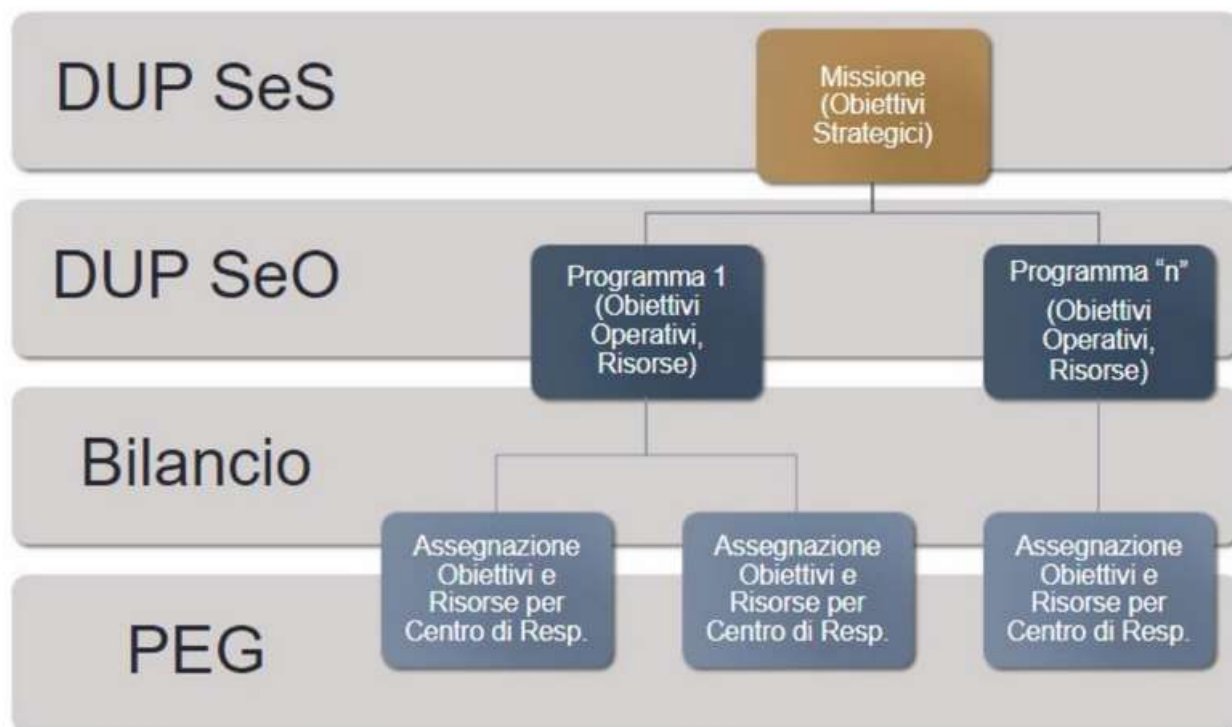 DUP SeS
Missione
(Obiettivi
Strategici)
DUP SeO
Programma 1
(Obiettivi
Operativi,
Risorse)
Programma “n”
(Obiettivi
Operativi,
Risorse)
Bilancio
Assegnazione
Obiettivi e
Risorse per
Centro di Resp.
Assegnazione
Obiettivi e
Risorse per
Centro di Resp.
Assegnazione
Obiettivi e
Risorse per
Centro di Resp.
PEG